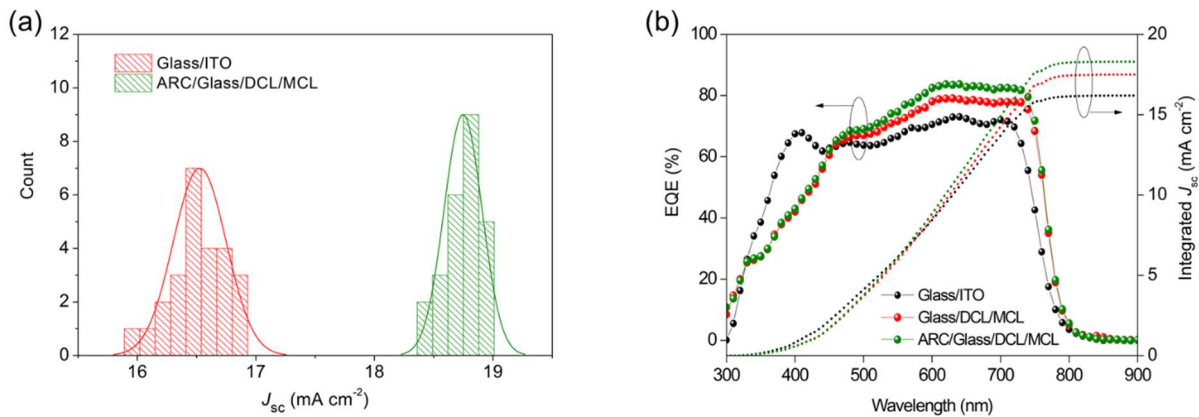 (a)
12
10
8
6
4
2
0
Count
Glass/ITO
ARC/Glass/DCL/MCL
16 17 18 19
Jsc (mA cm⁻²)
(b)
100
80
60
40
20
0
EQE (%)
20
15
10
5
0
Integrated Jsc (mA cm⁻²)
Glass/ITO
Glass/DCL/MCL
ARC/Glass/DCL/MCL
300 400 500 600 700 800 900
Wavelength (nm)